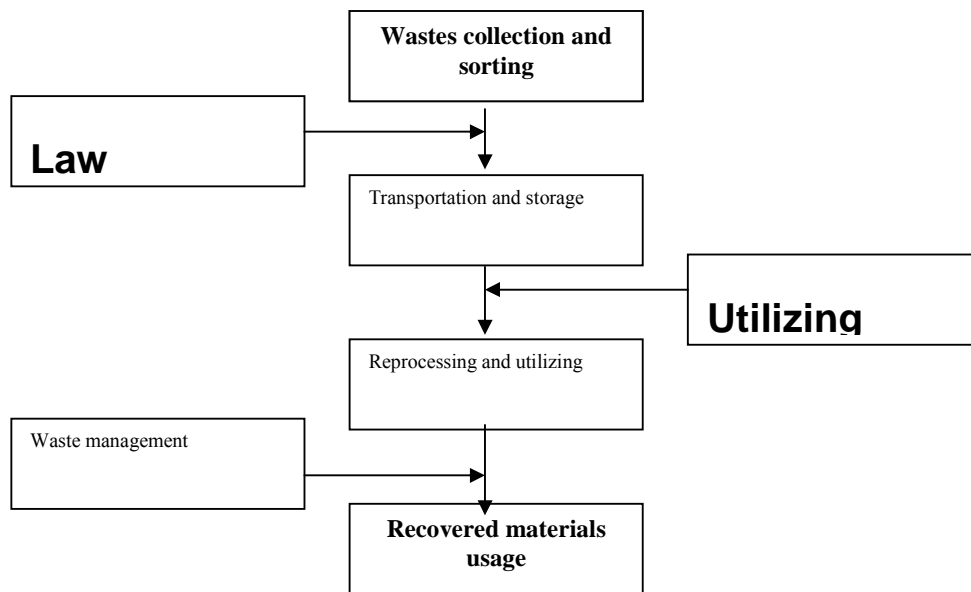 Wastes collection and
sorting
Law
Transportation and storage
Utilizing
Reprocessing and utilizing
Waste management
Recovered materials
usage